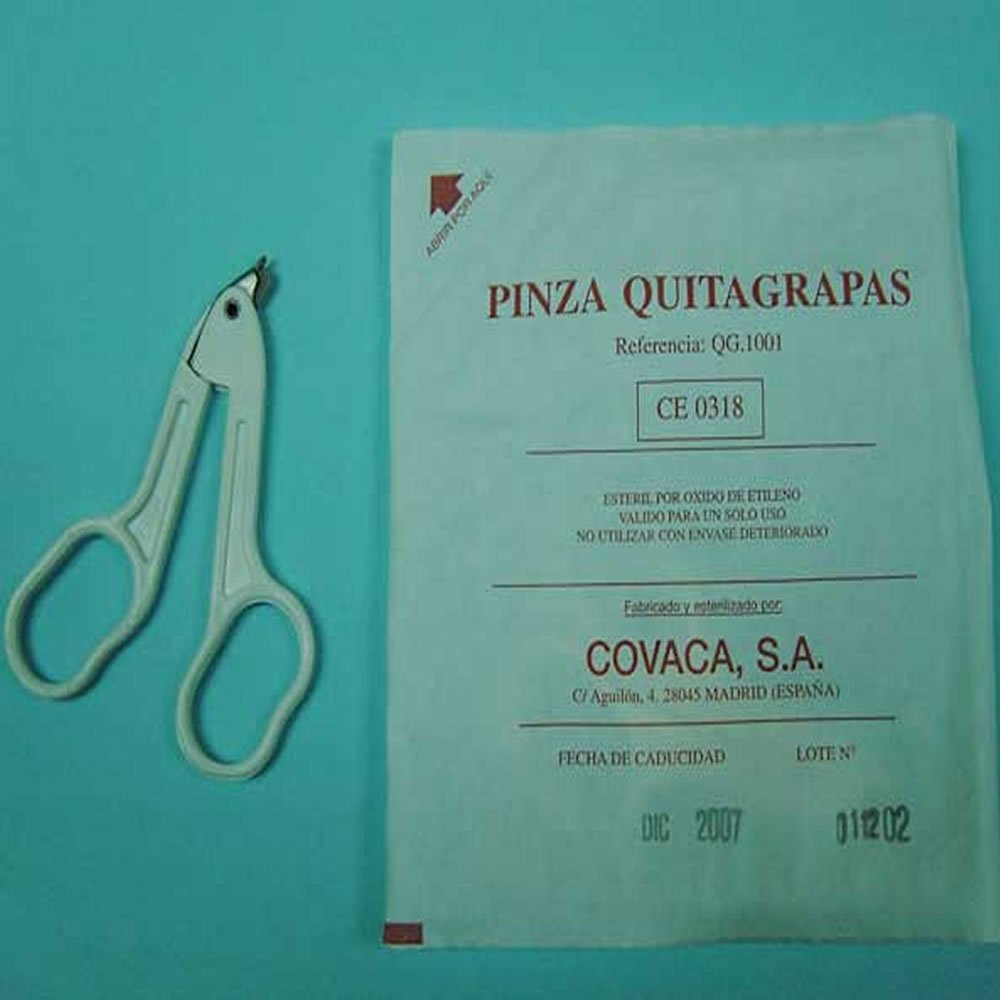 ABRIR POR AQUÍ
PINZA QUITAGRAPAS
Referencia: QG.1001
CE 0318
ESTERIL POR OXIDO DE ETILENO
VALIDO PARA UN SOLO USO
NO UTILIZAR CON ENVASE DETERIORADO
Fabricado y esterilizado por:
COVACA, S.A.
C/ Aguilón, 4. 28045 MADRID (ESPAÑA)
FECHA DE CADUCIDAD LOTE Nº
DIC 2007 011202